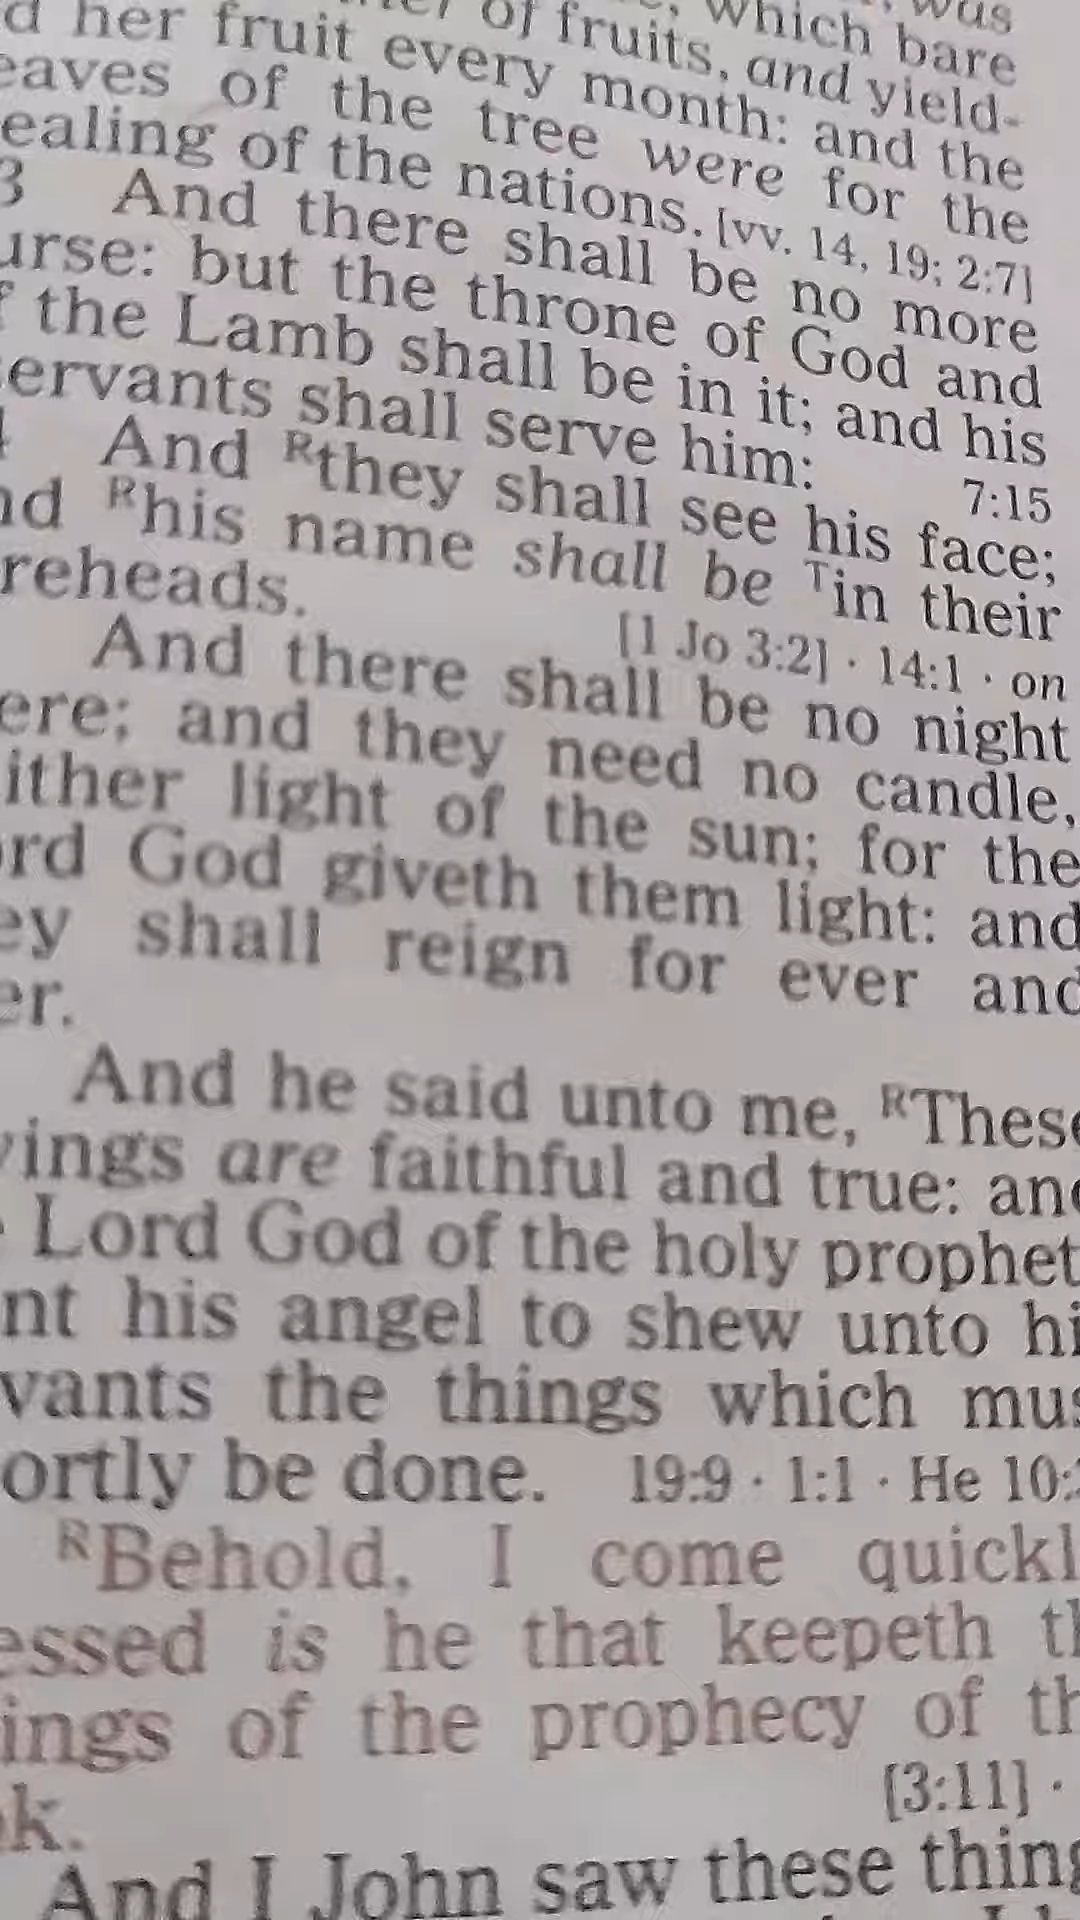 was
of fruits, which bare
d her fruit every month: and yield-
eaves of the tree were for the
ealing of the nations. [vv. 14, 19; 2:7]
3 And there shall be no more
urse: but the throne of God and
f the Lamb shall be in it; and his
ervants shall serve him: 7:15
4 And Rthey shall see his face;
nd Rhis name shall be Tin their
reheads. [1 Jo 3:2] · 14:1 · on
And there shall be no night
ere; and they need no candle,
ither light of the sun; for the
ord God giveth them light: and
ey shall reign for ever and
er.
And he said unto me, RThese
yings are faithful and true: and
Lord God of the holy prophet
nt his angel to shew unto hi
vants the things which mus
ortly be done. 19:9 · 1:1 · He 10:
RBehold, I come quickl
essed is he that keepeth th
ings of the prophecy of th
k. [3:11] ·
And I John saw these thing